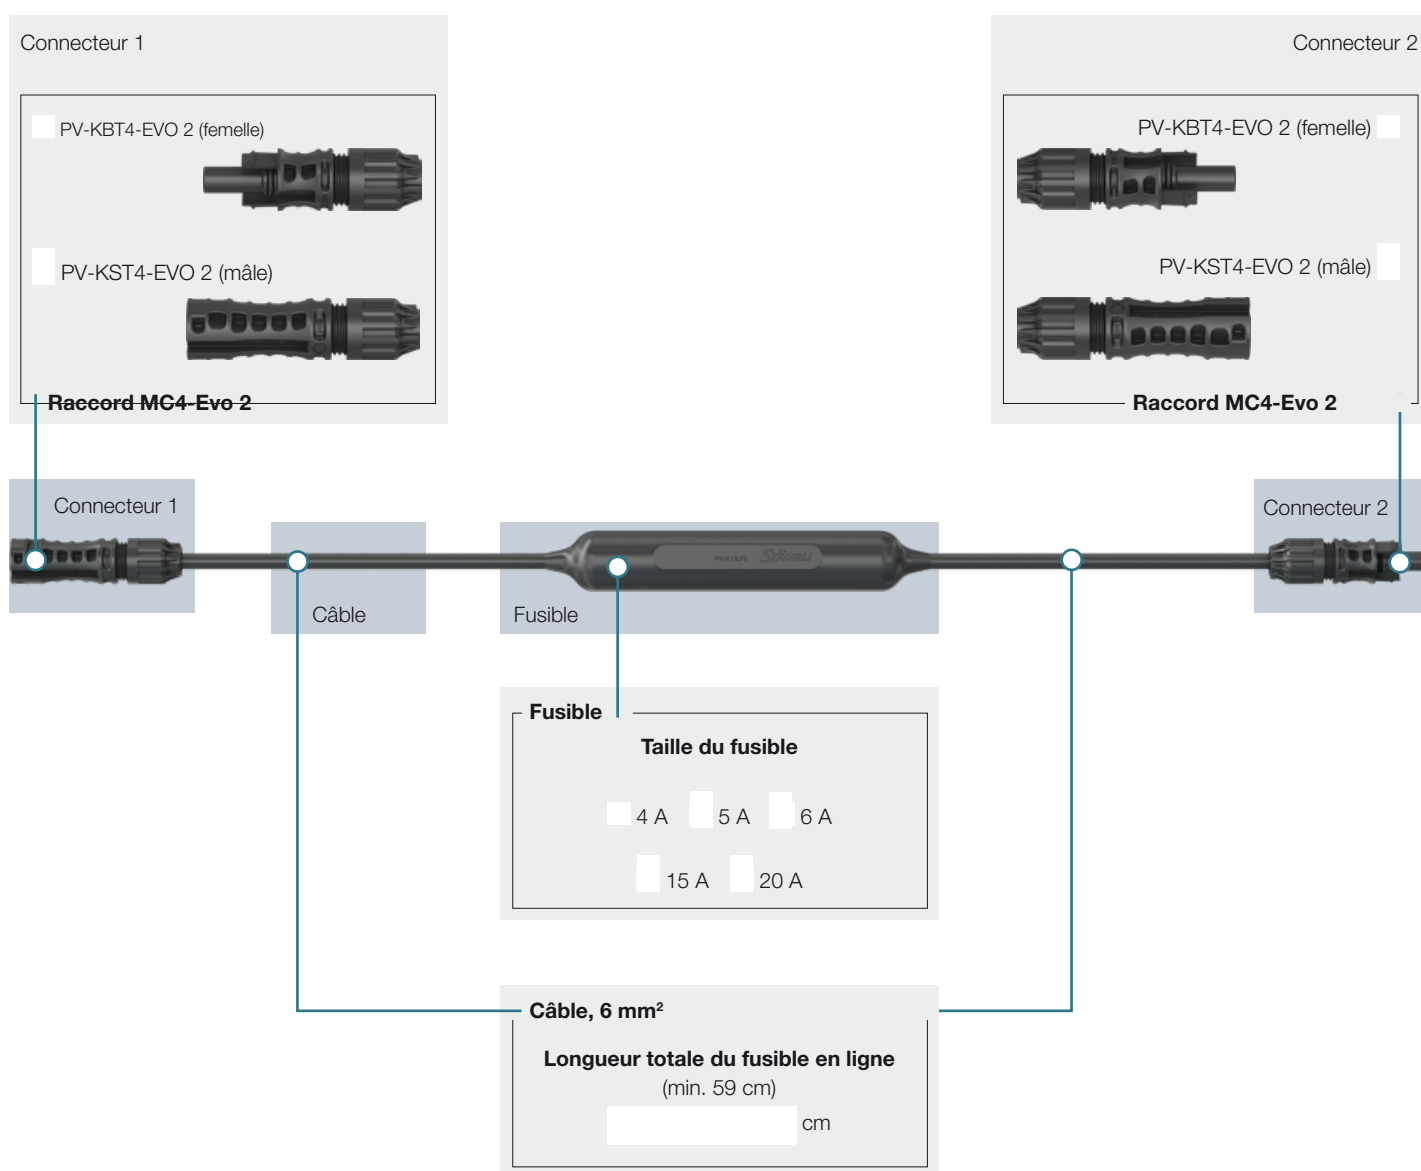 Connecteur 1
Connecteur 2
PV-KBT4-EVO 2 (femelle)
PV-KST4-EVO 2 (mâle)
Raccord MC4-Evo 2
PV-KBT4-EVO 2 (femelle)
PV-KST4-EVO 2 (mâle)
Raccord MC4-Evo 2
Connecteur 1
Câble
STÄUBLI
Fusible
Connecteur 2
Fusible
Taille du fusible
4 A 5 A 6 A
15 A 20 A
Câble, 6 mm²
Longueur totale du fusible en ligne
(min. 59 cm)
cm